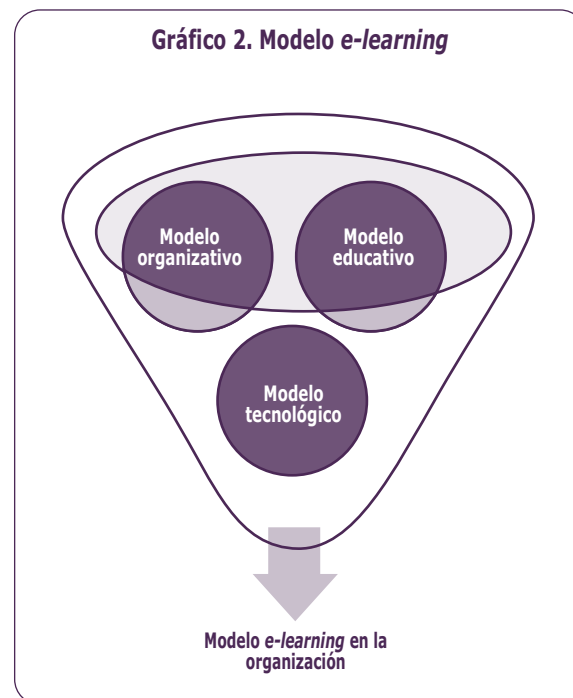 Gráfico 2. Modelo e-learning
Modelo
organizativo
Modelo
educativo
Modelo
tecnológico
Modelo e-learning en la
organización